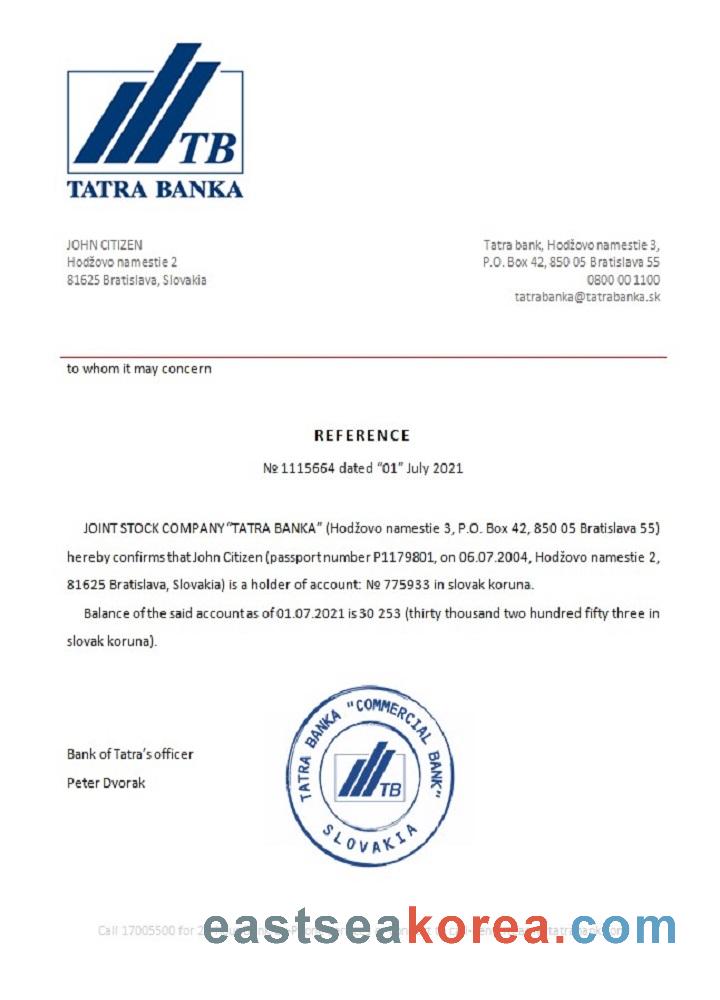 TB
TATRA BANKA
JOHN CITIZEN
Hodžovo namestie 2
81625 Bratislava, Slovakia
Tatra bank, Hodžovo namestie 3,
P.O. Box 42, 850 05 Bratislava 55
0800 00 1100
tatrabanka@tatrabanka.sk
to whom it may concern
REFERENCE
№ 1115664 dated “01” July 2021
JOINT STOCK COMPANY “TATRA BANKA” (Hodžovo namestie 3, P.O. Box 42, 850 05 Bratislava 55)
hereby confirms that John Citizen (passport number P1179801, on 06.07.2004, Hodžovo namestie 2,
81625 Bratislava, Slovakia) is a holder of account: № 775933 in slovak koruna.
Balance of the said account as of 01.07.2021 is 30 253 (thirty thousand two hundred fifty three in
slovak koruna).
Bank of Tatra’s officer
Peter Dvorak
TATRA BANKA "COMMERCIAL BANK"
TB
SLOVAKIA
Call 17005500 for
eastseakorea.com